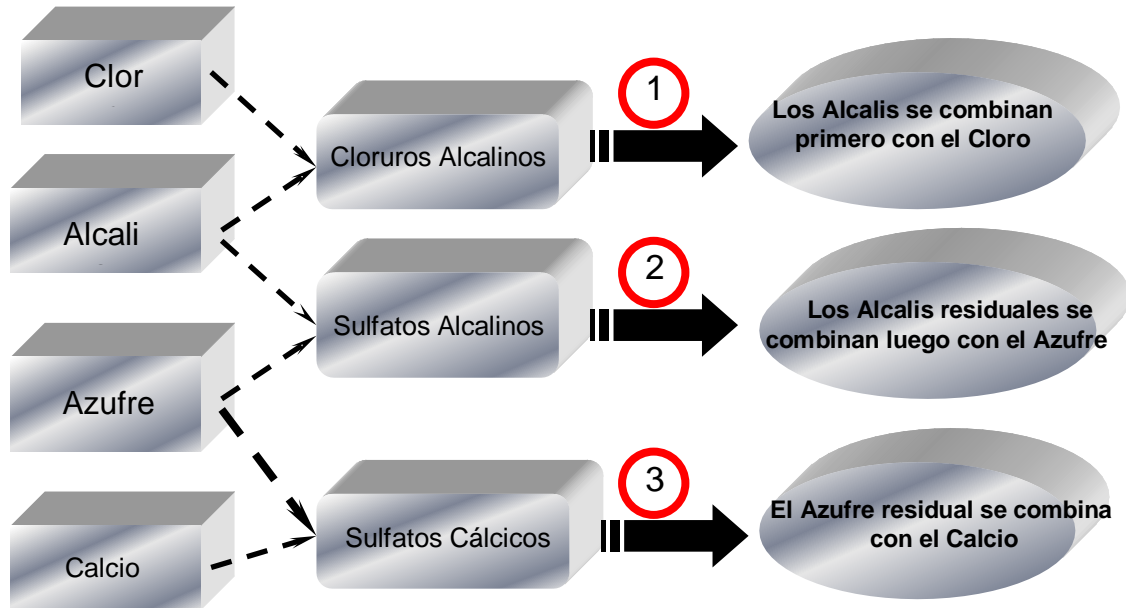 Clor
Alcali
Azufre
Calcio
Cloruros Alcalinos
Sulfatos Alcalinos
Sulfatos Cálcicos
1
Los Alcalis se combinan
primero con el Cloro
2
Los Alcalis residuales se
combinan luego con el Azufre
3
El Azufre residual se combina
con el Calcio